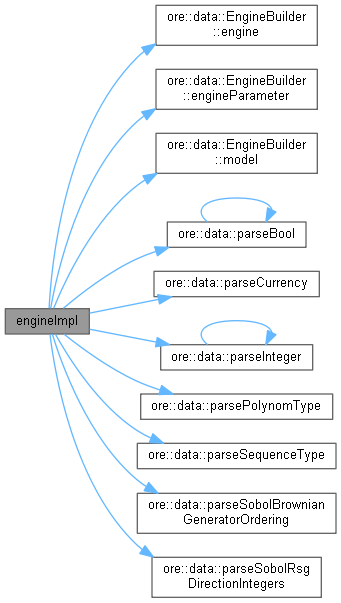 ore::data::EngineBuilder
::engine
ore::data::EngineBuilder
::engineParameter
ore::data::EngineBuilder
::model
ore::data::parseBool
ore::data::parseCurrency
engineImpl
ore::data::parseInteger
ore::data::parsePolynomType
ore::data::parseSequenceType
ore::data::parseSobolBrownian
GeneratorOrdering
ore::data::parseSobolRsg
DirectionIntegers